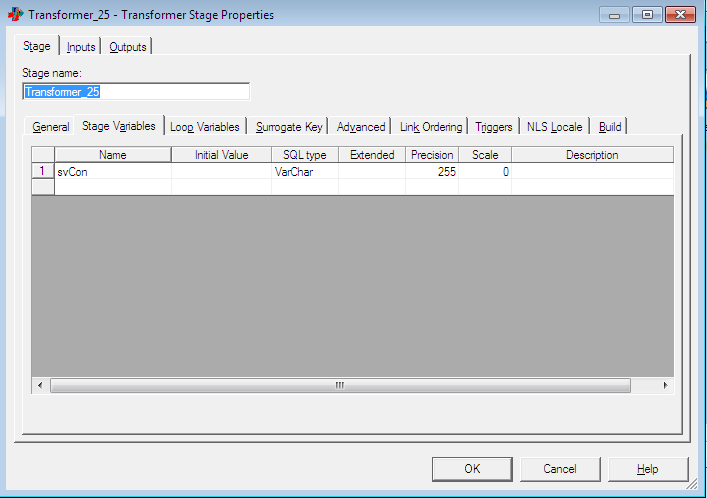 Transformer_25 - Transformer Stage Properties
Stage Inputs Outputs
Stage name:
Transformer_25
General Stage Variables Loop Variables Surrogate Key Advanced Link Ordering Triggers NLS Locale Build
Name Initial Value SQL type Extended Precision Scale Description
1 svCon VarChar 255 0
OK Cancel Help